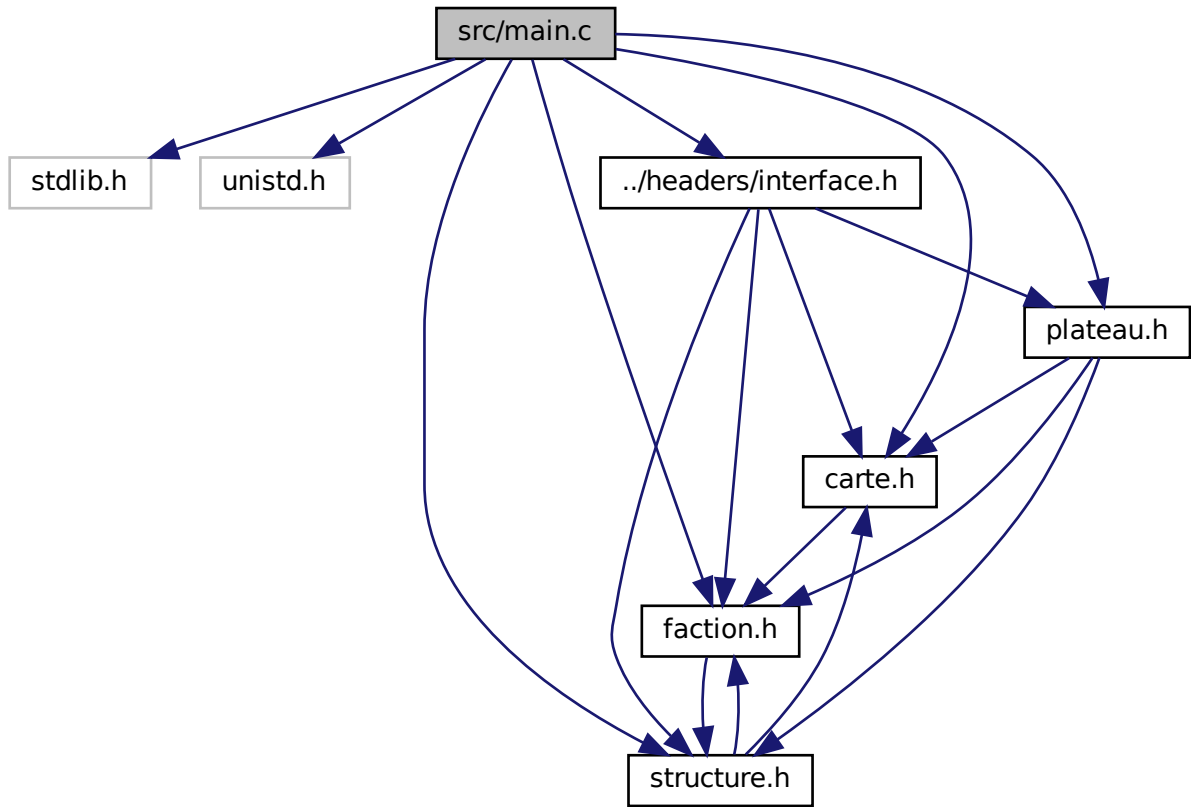 src/main.c
stdlib.h
unistd.h
../headers/interface.h
plateau.h
carte.h
faction.h
structure.h